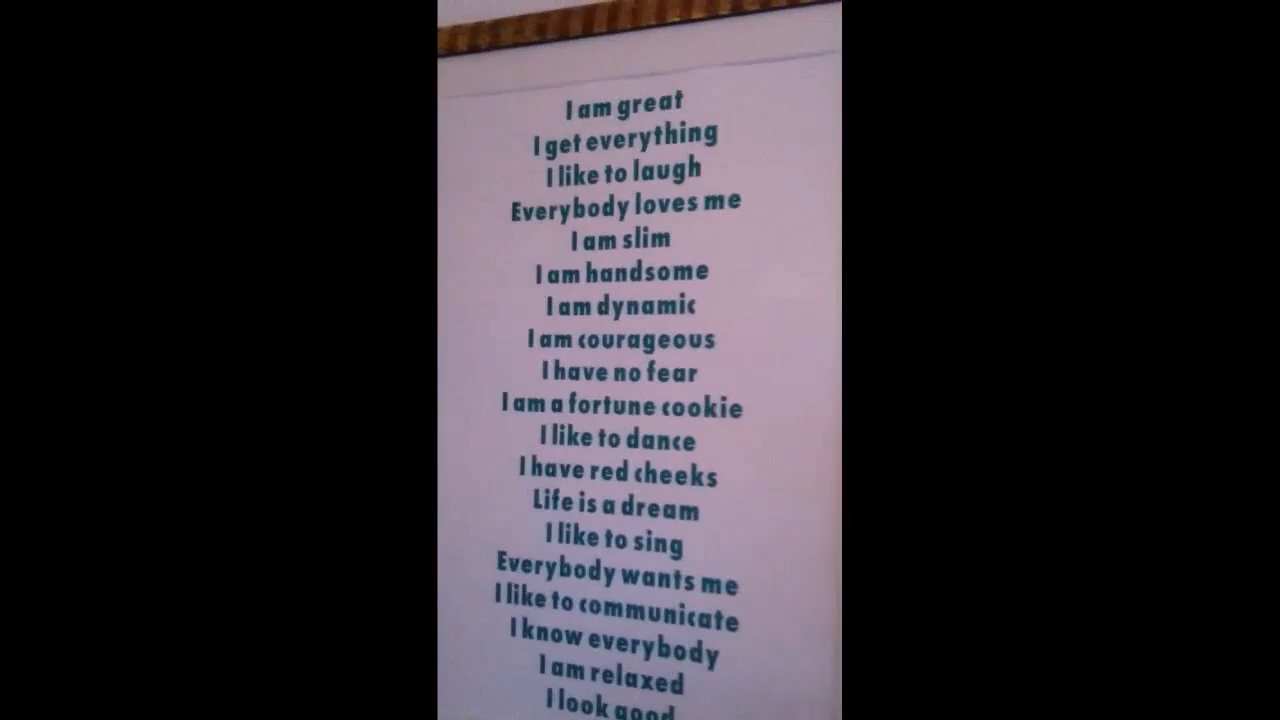 I am great
I get everything
I like to laugh
Everybody loves me
I am slim
I am handsome
I am dynamic
I am courageous
I have no fear
I am a fortune cookie
I like to dance
I have red cheeks
Life is a dream
I like to sing
Everybody wants me
I like to communicate
I know everybody
I am relaxed
I look good